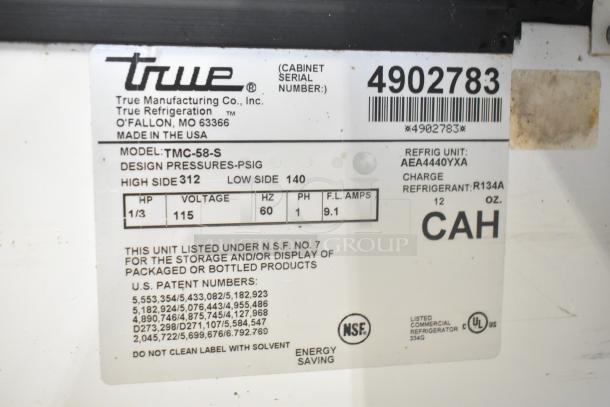 true®
True Manufacturing Co., Inc.
True Refrigeration ™
O'FALLON, MO 63366
MADE IN THE USA
(CABINET
SERIAL
NUMBER:)
4902783
*4902783*
MODEL: TMC-58-S
DESIGN PRESSURES-PSIG
HIGH SIDE 312 LOW SIDE 140
REFRIG UNIT:
AEA4440YXA
CHARGE
REFRIGERANT: R134A
12 OZ.
HP VOLTAGE HZ PH F.L. AMPS
1/3 115 60 1 9.1
CAH
THIS UNIT LISTED UNDER N.S.F. NO. 7
FOR THE STORAGE AND/OR DISPLAY OF
PACKAGED OR BOTTLED PRODUCTS
U.S. PATENT NUMBERS:
5,553,354/5,433,082/5,182,923
5,182,924/5,076,443/4,955,486
4,890,746/4,875,745/4,127,968
D273,298/D271,107/5,584,547
2,045,722/5,699,676/6.792.760
DO NOT CLEAN LABEL WITH SOLVENT
ENERGY
SAVING
NSF®
LISTED
COMMERCIAL
REFRIGERATOR
334G
c UL US
GROUP